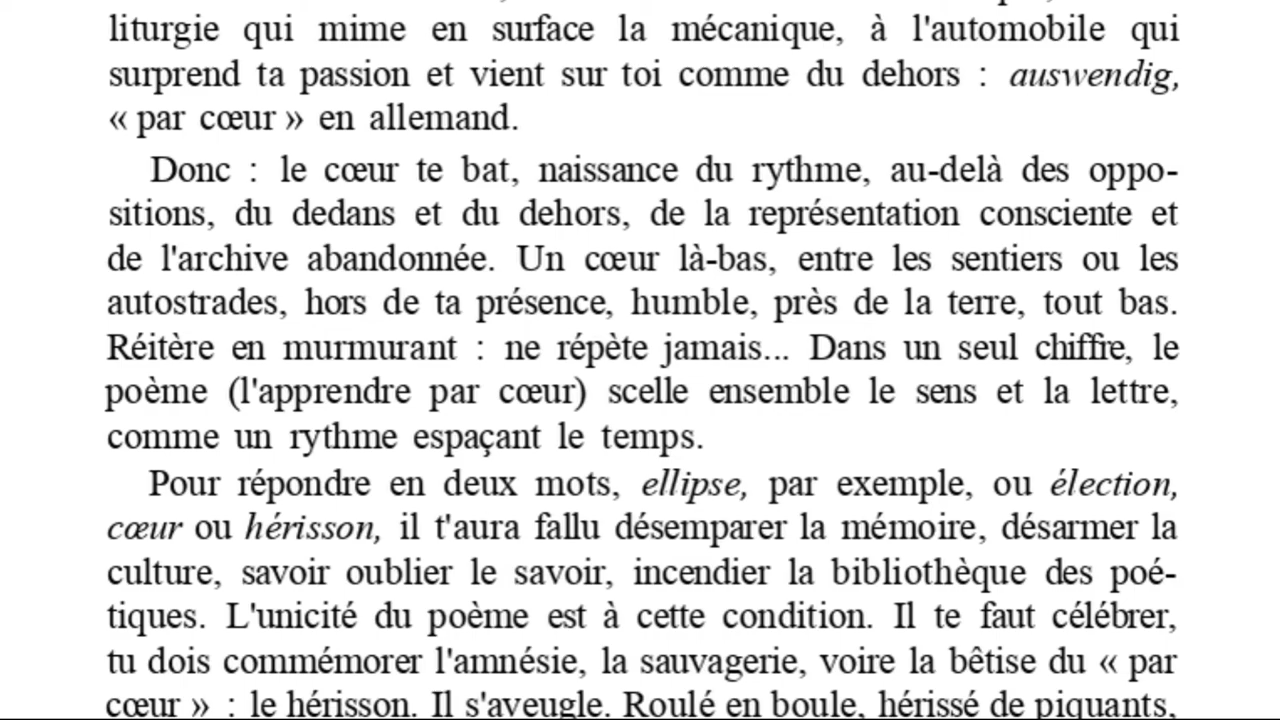 liturgie qui mime en surface la mécanique, à l'automobile qui
surprend ta passion et vient sur toi comme du dehors : auswendig,
« par cœur » en allemand.
Donc : le cœur te bat, naissance du rythme, au-delà des oppo-
sitions, du dedans et du dehors, de la représentation consciente et
de l'archive abandonnée. Un cœur là-bas, entre les sentiers ou les
autostrades, hors de ta présence, humble, près de la terre, tout bas.
Réitère en murmurant : ne répète jamais... Dans un seul chiffre, le
poème (l'apprendre par cœur) scelle ensemble le sens et la lettre,
comme un rythme espaçant le temps.
Pour répondre en deux mots, ellipse, par exemple, ou élection,
cœur ou hérisson, il t'aura fallu désemparer la mémoire, désarmer la
culture, savoir oublier le savoir, incendier la bibliothèque des poé-
tiques. L'unicité du poème est à cette condition. Il te faut célébrer,
tu dois commémorer l'amnésie, la sauvagerie, voire la bêtise du « par
cœur » : le hérisson. Il s'aveugle. Roulé en boule, hérissé de piquants,